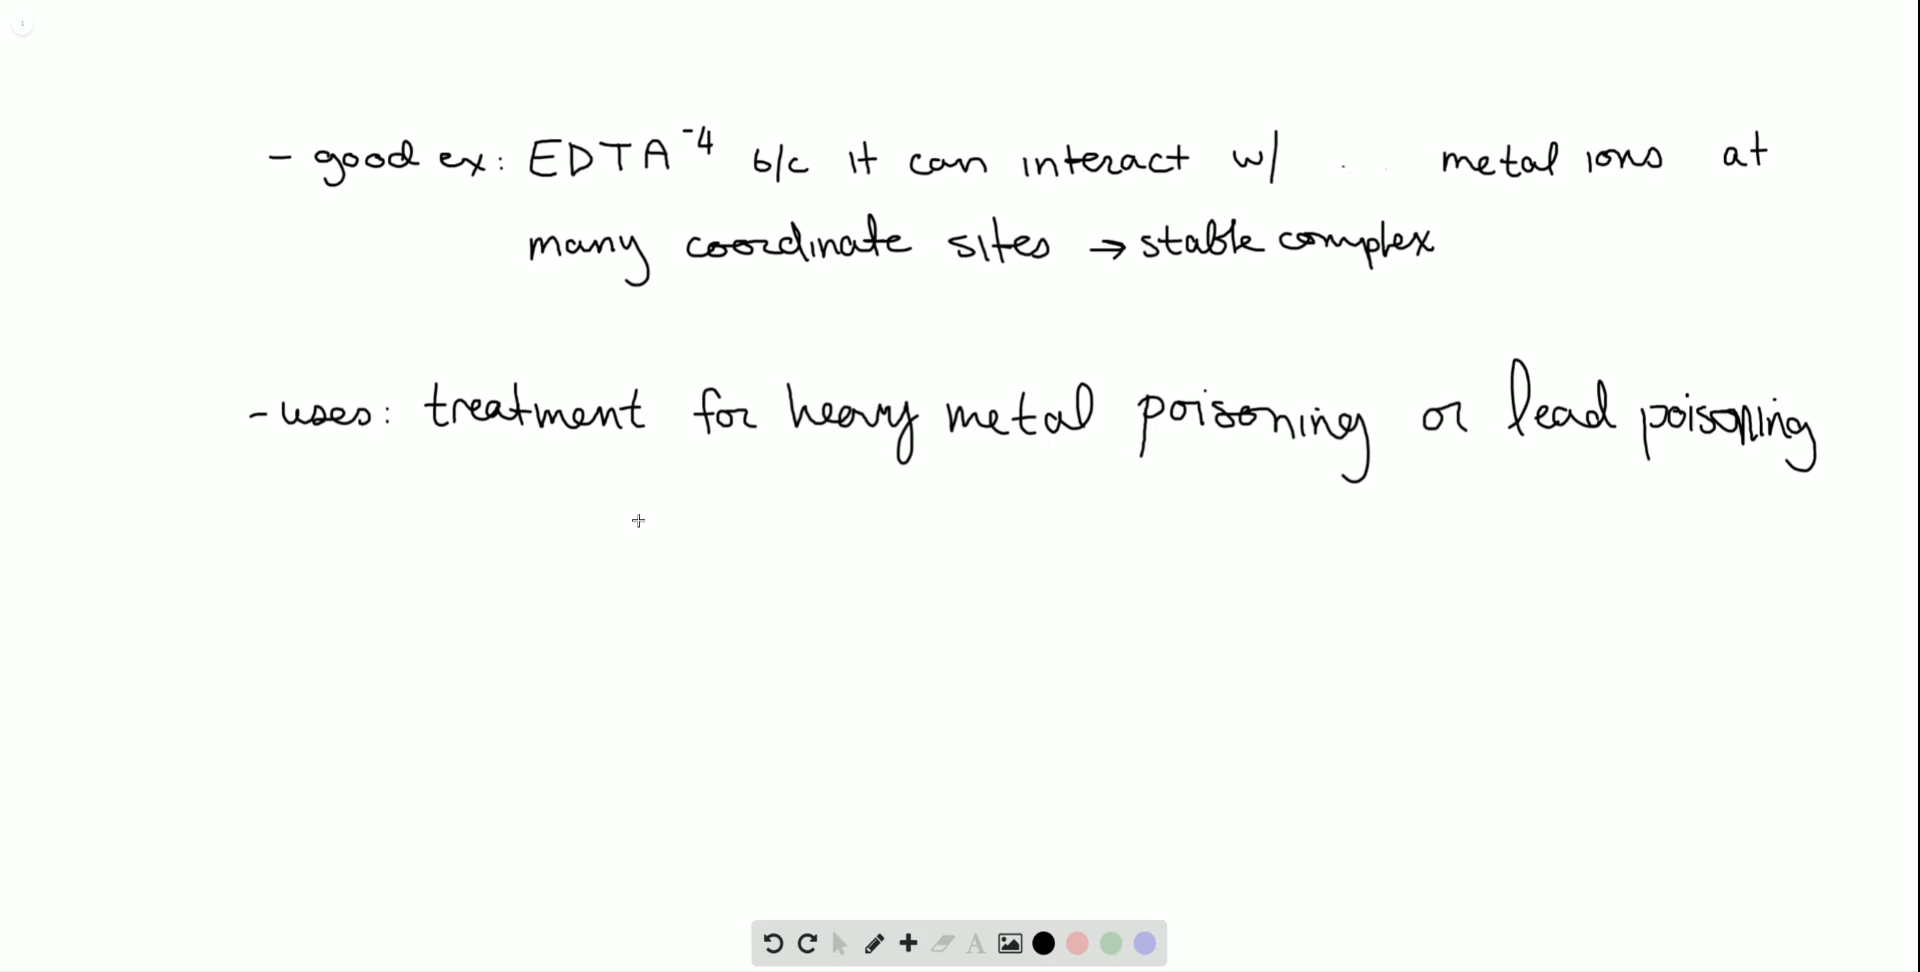 1
- good ex: EDTA⁻⁴ b/c it can interact w/ metal ions at
many coordinate sites → stable complex
- uses: treatment for heavy metal poisoning or lead poisoning
A